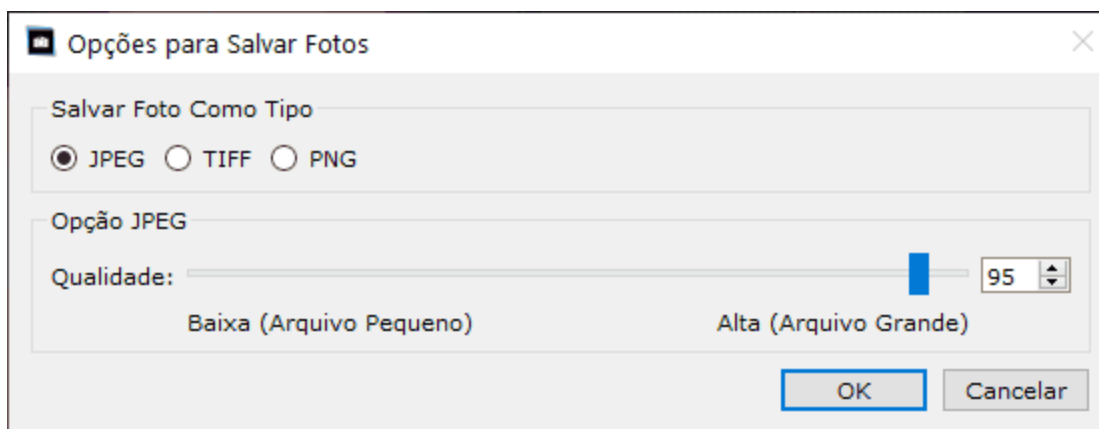 Opções para Salvar Fotos
Salvar Foto Como Tipo
JPEG TIFF PNG
Opção JPEG
Qualidade: 95
Baixa (Arquivo Pequeno) Alta (Arquivo Grande)
OK Cancelar